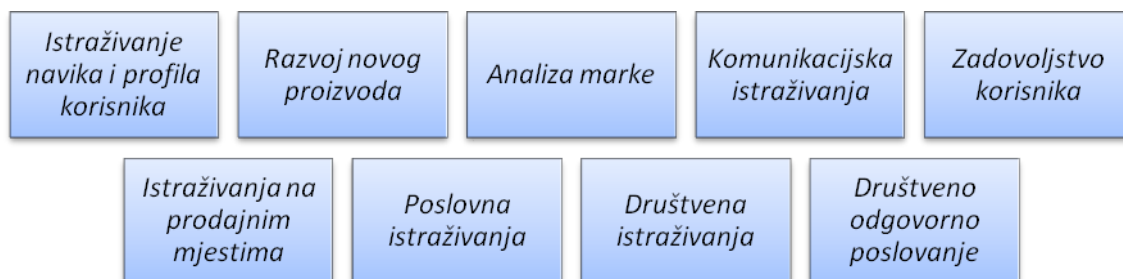 Istraživanje
navika i profila
korisnika
Razvoj novog
proizvoda
Analiza marke
Komunikacijska
istraživanja
Zadovoljstvo
korisnika
Istraživanja na
prodajnim
mjestima
Poslovna
istraživanja
Društvena
istraživanja
Društveno
odgovorno
poslovanje